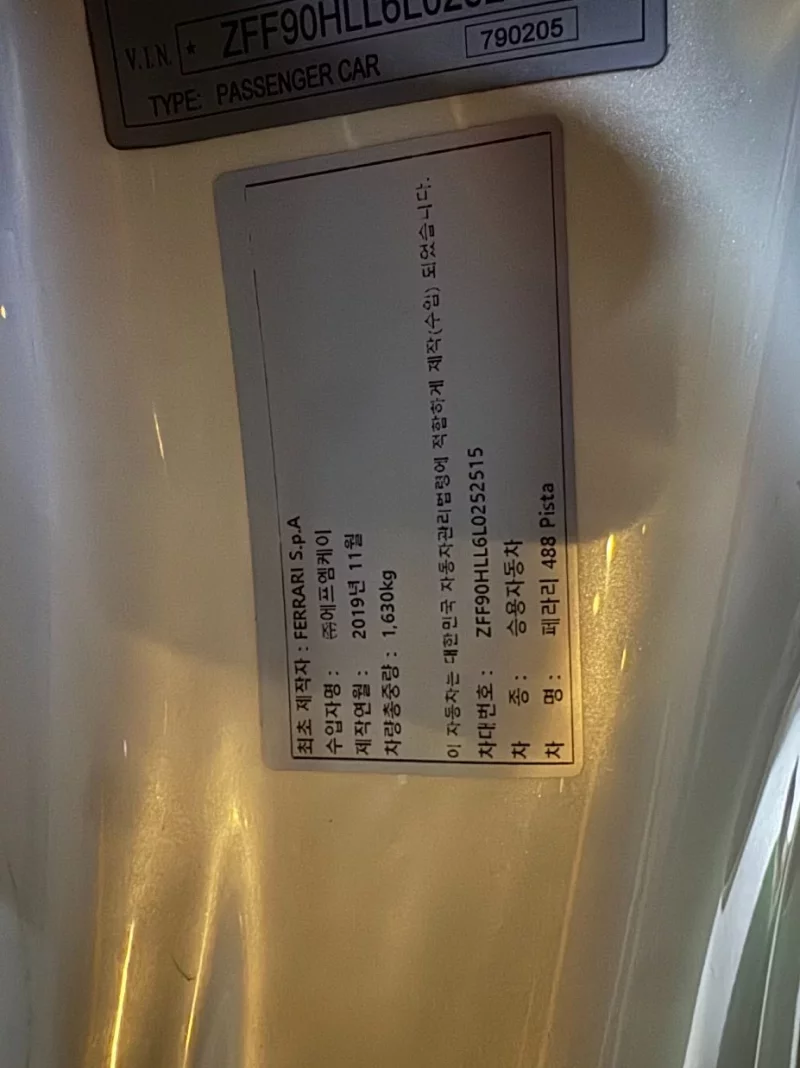 V.I.N. * ZFF90HLL6L0252
790205
TYPE: PASSENGER CAR
최초 제작자 : FERRARI S.p.A
수입자명 : ㈜에프엠케이
제작연월 : 2019년 11월
차량총중량 : 1,630kg
이 자동차는 대한민국 자동차관리법령에 적합하게 제작(수입) 되었습니다.
차대번호 : ZFF90HLL6L0252515
차 종 : 승용자동차
차 명 : 페라리 488 Pista